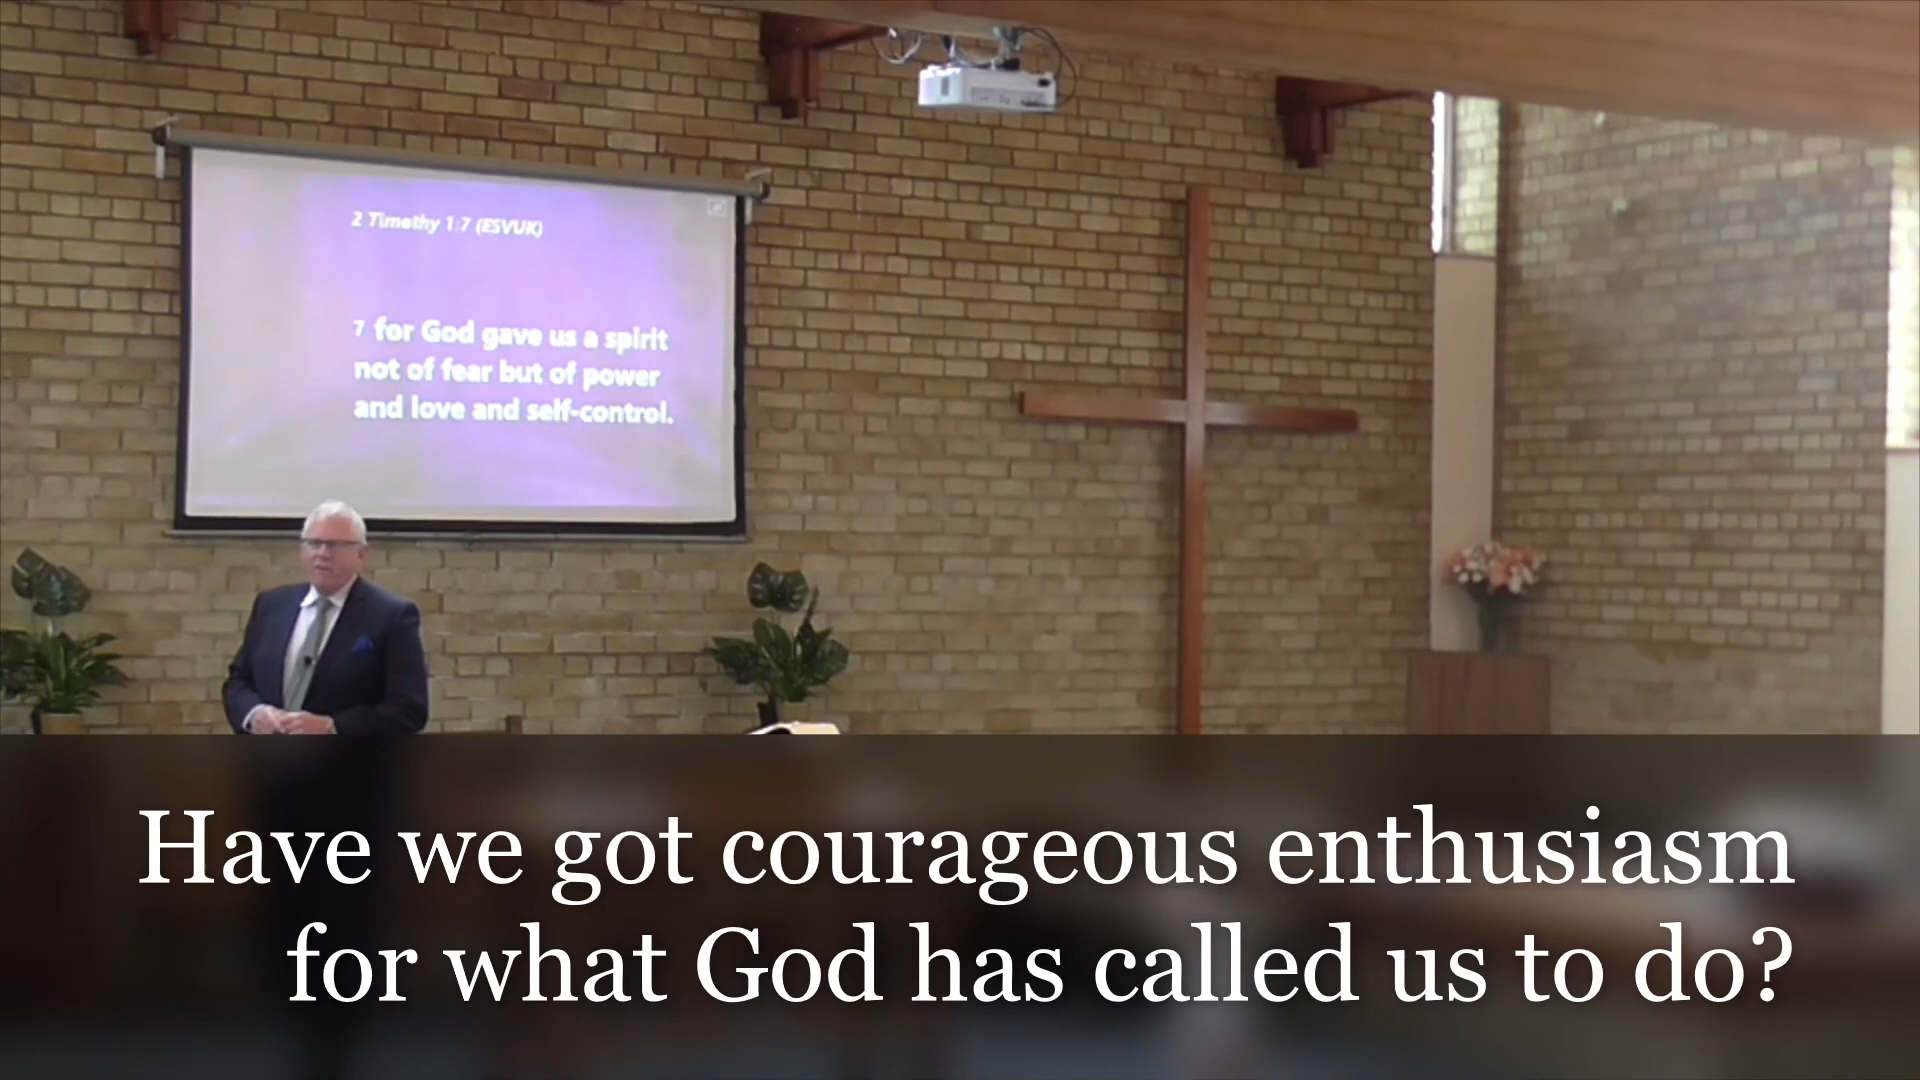 2 Timothy 1:7 (ESVUK)
7 for God gave us a spirit
not of fear but of power
and love and self-control.
Have we got courageous enthusiasm
for what God has called us to do?